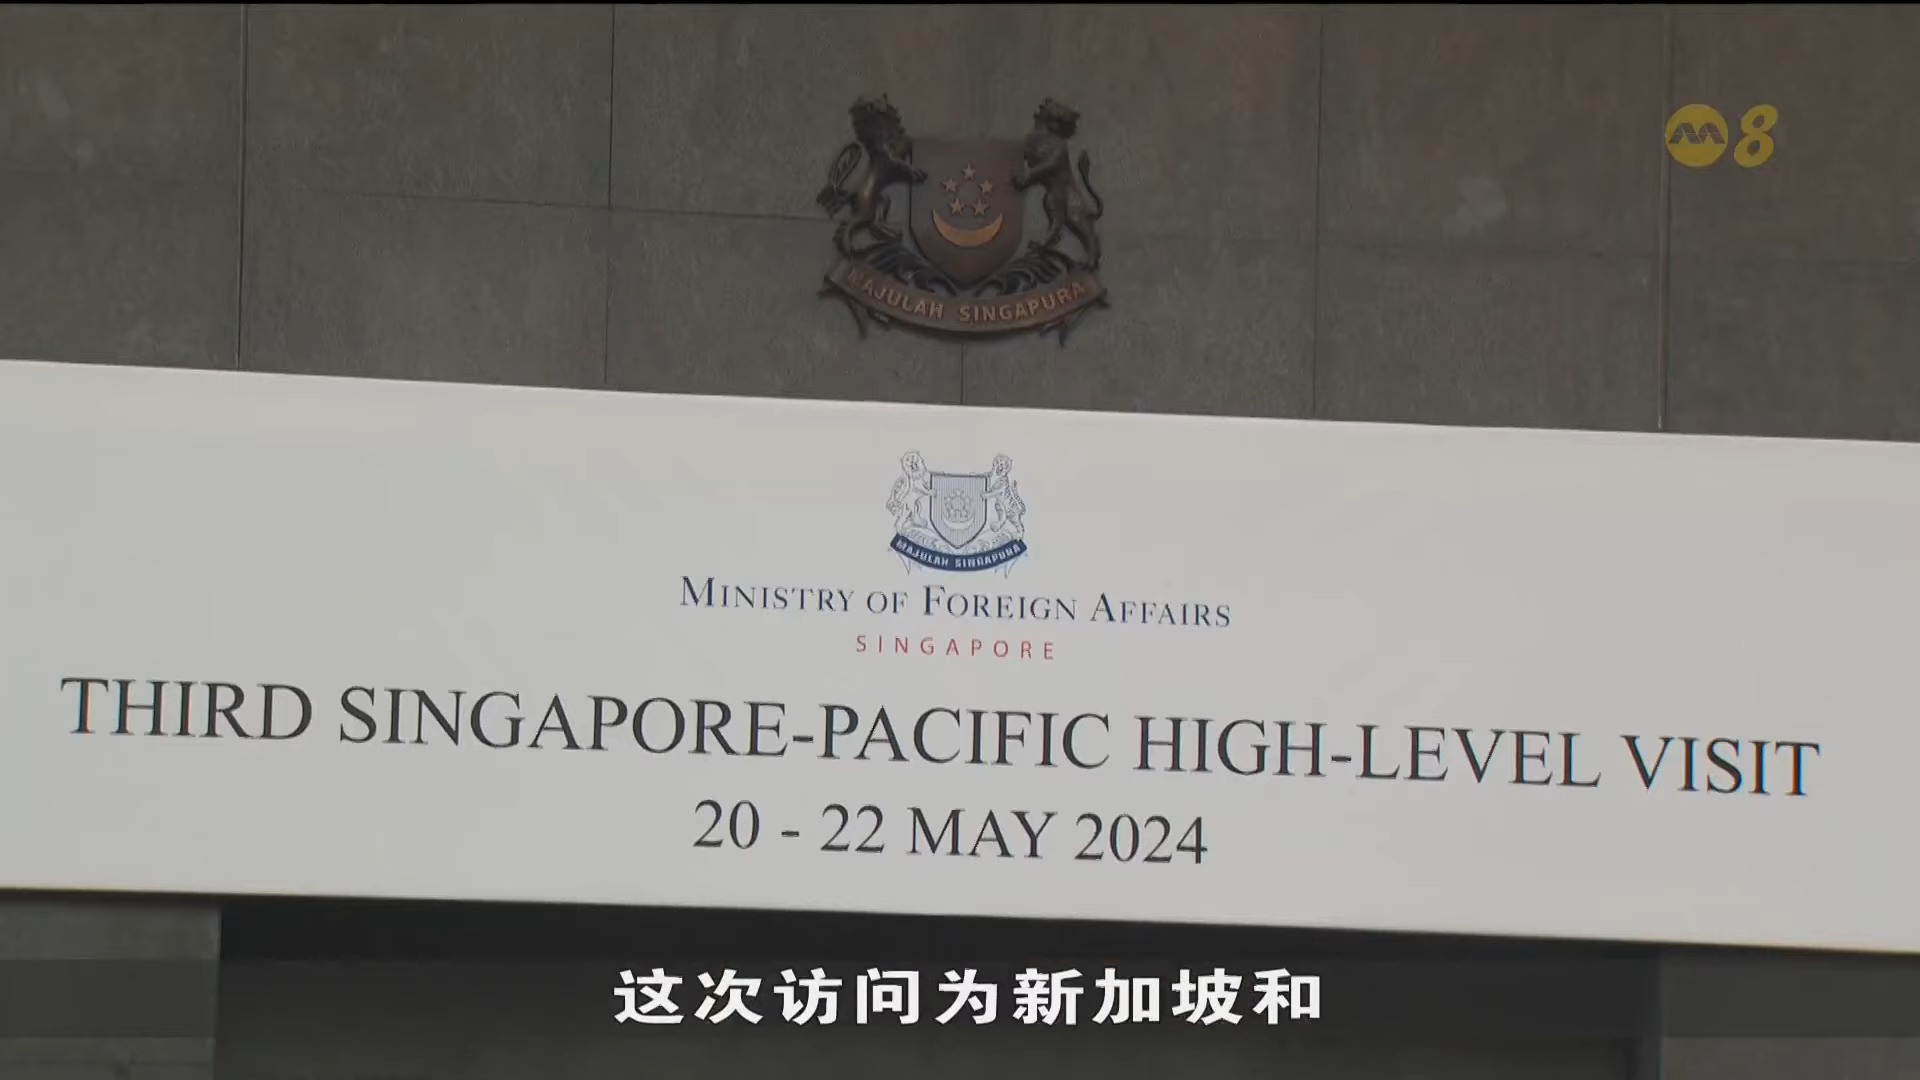 8
MAJULAH SINGAPURA
MAJULAH SINGAPURA
MINISTRY OF FOREIGN AFFAIRS
SINGAPORE
THIRD SINGAPORE-PACIFIC HIGH-LEVEL VISIT
20 - 22 MAY 2024
这次访问为新加坡和